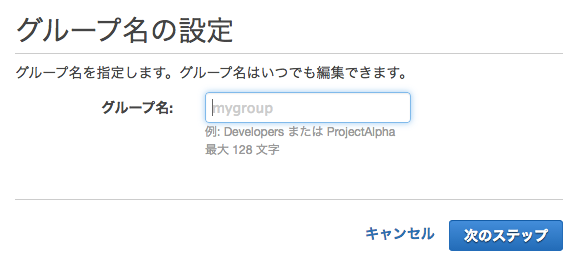 グループ名の設定
グループ名を指定します。グループ名はいつでも編集できます。
グループ名: mygroup
例: Developers または ProjectAlpha
最大 128 文字
キャンセル 次のステップ